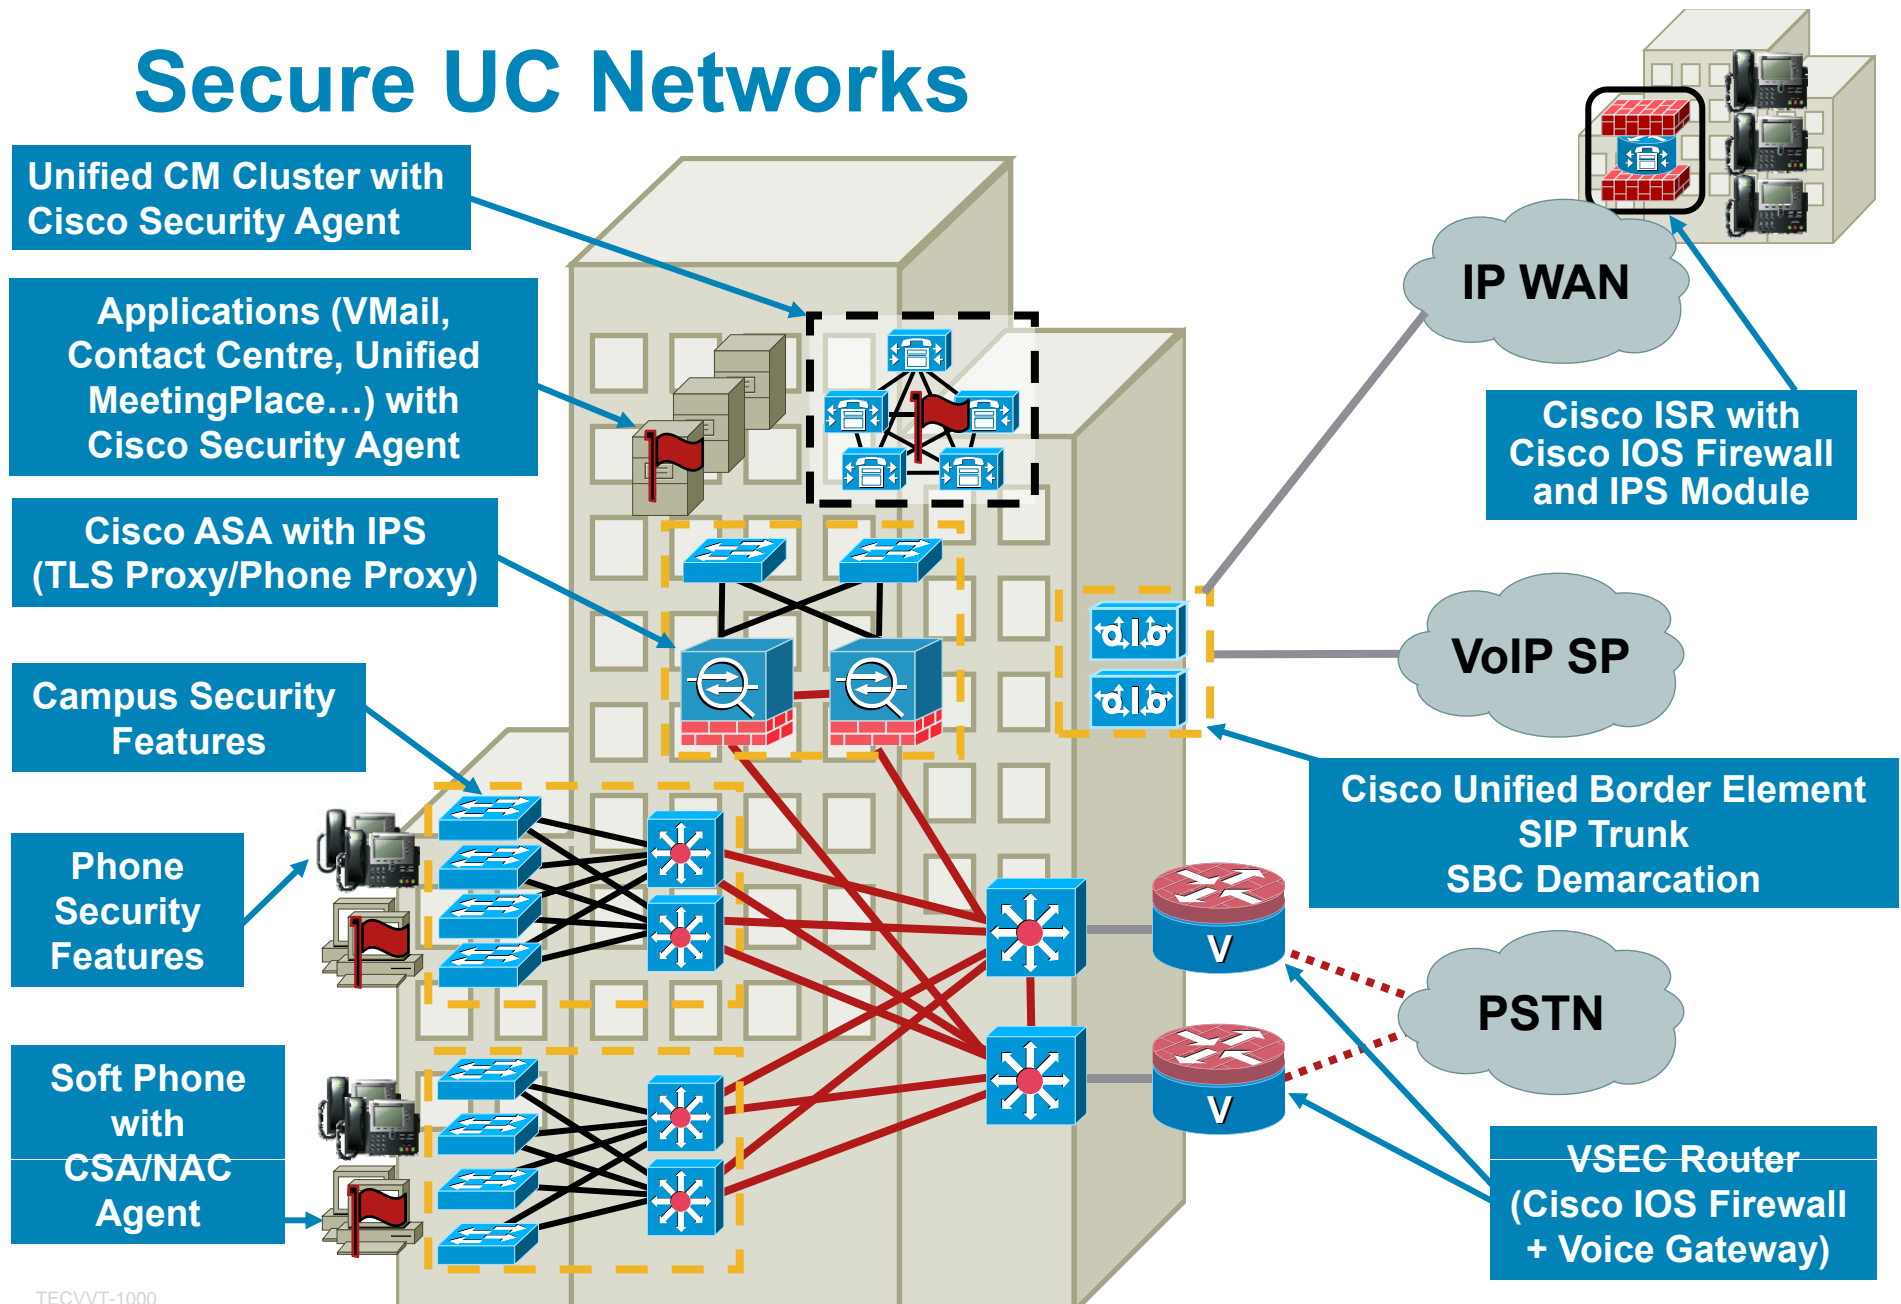 Secure UC Networks
Unified CM Cluster with
Cisco Security Agent
Applications (VMail,
Contact Centre, Unified
MeetingPlace…) with
Cisco Security Agent
Cisco ASA with IPS
(TLS Proxy/Phone Proxy)
Campus Security
Features
Phone
Security
Features
Soft Phone
with
CSA/NAC
Agent
IP WAN
Cisco ISR with
Cisco IOS Firewall
and IPS Module
VoIP SP
Cisco Unified Border Element
SIP Trunk
SBC Demarcation
V
PSTN
V
VSEC Router
(Cisco IOS Firewall
+ Voice Gateway)
TECVVT-1000